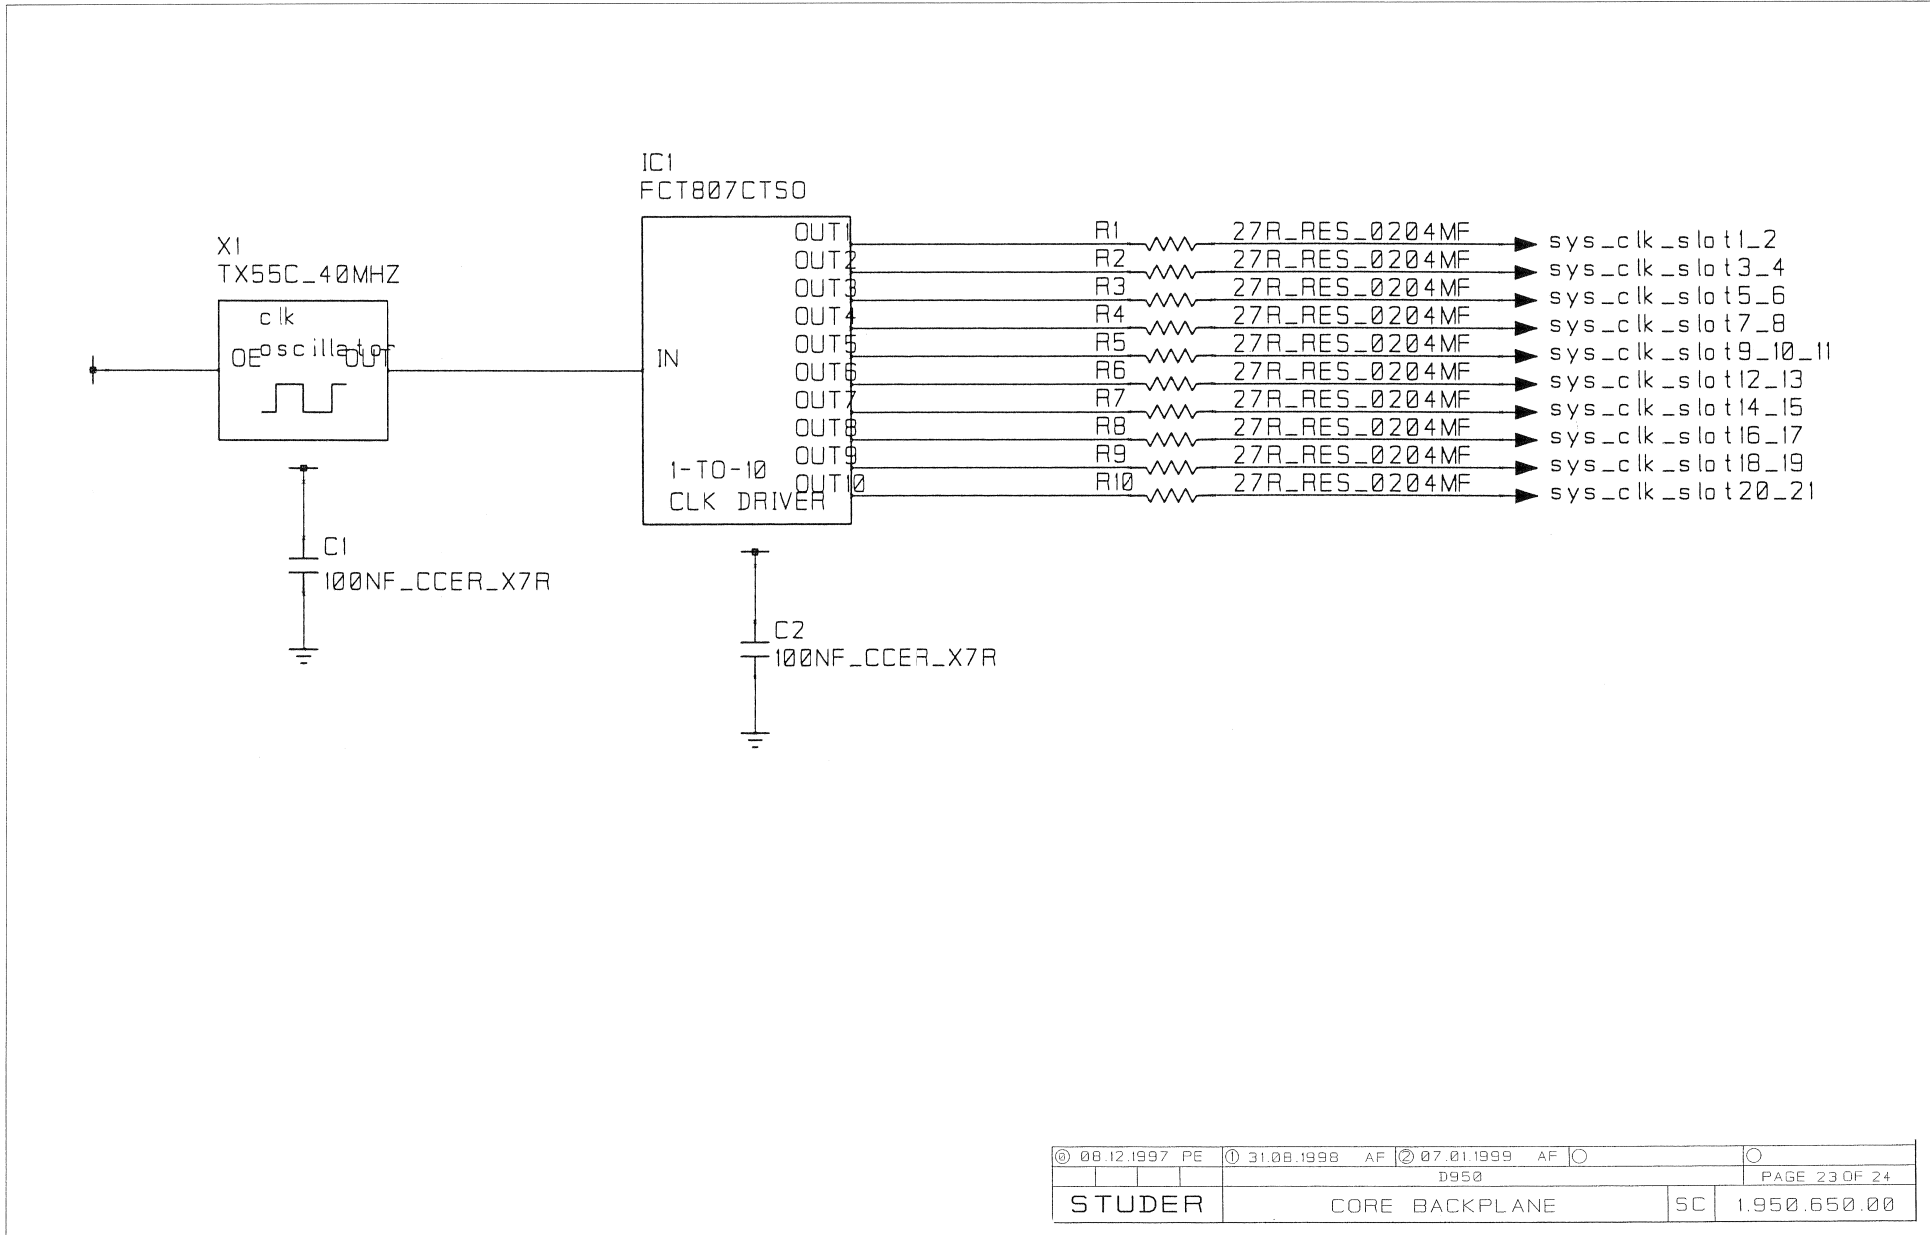 IC1
FCT807CTSO
X1
TX55C_40MHZ
clk
oscillator
OE
OUT
IN
1-TO-10
CLK DRIVER
OUT1 R1 27R_RES_0204MF sys_clk_slot1_2
OUT2 R2 27R_RES_0204MF sys_clk_slot3_4
OUT3 R3 27R_RES_0204MF sys_clk_slot5_6
OUT4 R4 27R_RES_0204MF sys_clk_slot7_8
OUT5 R5 27R_RES_0204MF sys_clk_slot9_10_11
OUT6 R6 27R_RES_0204MF sys_clk_slot12_13
OUT7 R7 27R_RES_0204MF sys_clk_slot14_15
OUT8 R8 27R_RES_0204MF sys_clk_slot16_17
OUT9 R9 27R_RES_0204MF sys_clk_slot18_19
OUT10 R10 27R_RES_0204MF sys_clk_slot20_21
C1
100NF_CCER_X7R
C2
100NF_CCER_X7R
⓪ 08.12.1997 PE ① 31.08.1998 AF ② 07.01.1999 AF
D950 PAGE 23 OF 24
STUDER CORE BACKPLANE SC 1.950.650.00